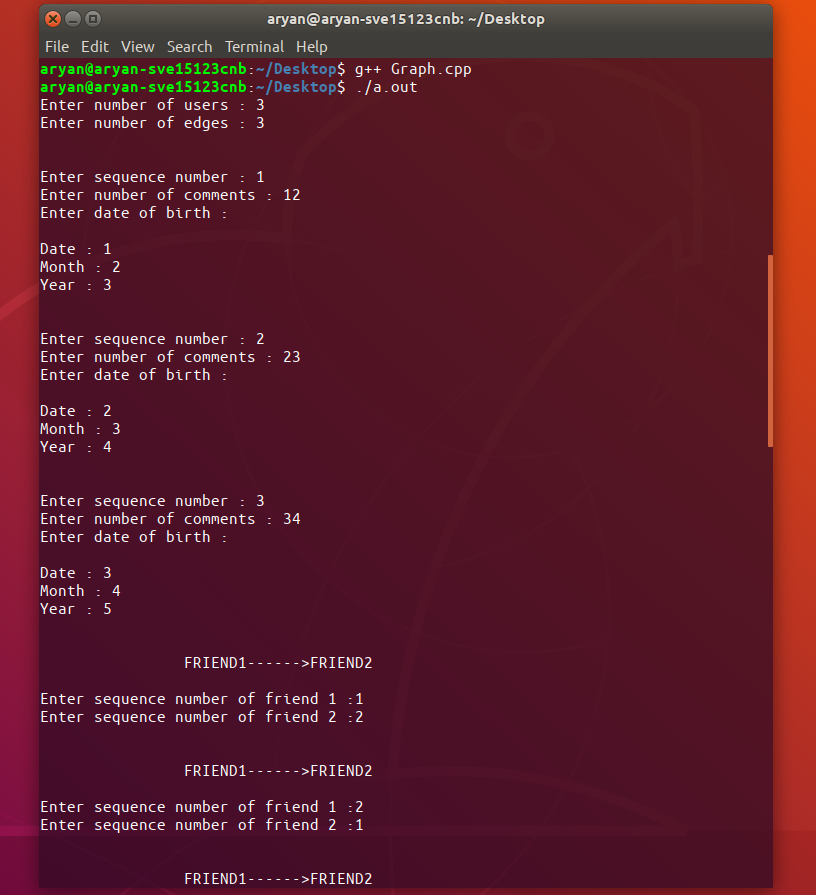 aryan@aryan-sve15123cnb: ~/Desktop
File Edit View Search Terminal Help
aryan@aryan-sve15123cnb:~/Desktop$ g++ Graph.cpp
aryan@aryan-sve15123cnb:~/Desktop$ ./a.out
Enter number of users : 3
Enter number of edges : 3
Enter sequence number : 1
Enter number of comments : 12
Enter date of birth :
Date : 1
Month : 2
Year : 3
Enter sequence number : 2
Enter number of comments : 23
Enter date of birth :
Date : 2
Month : 3
Year : 4
Enter sequence number : 3
Enter number of comments : 34
Enter date of birth :
Date : 3
Month : 4
Year : 5
FRIEND1------>FRIEND2
Enter sequence number of friend 1 :1
Enter sequence number of friend 2 :2
FRIEND1------>FRIEND2
Enter sequence number of friend 1 :2
Enter sequence number of friend 2 :1
FRIEND1------>FRIEND2